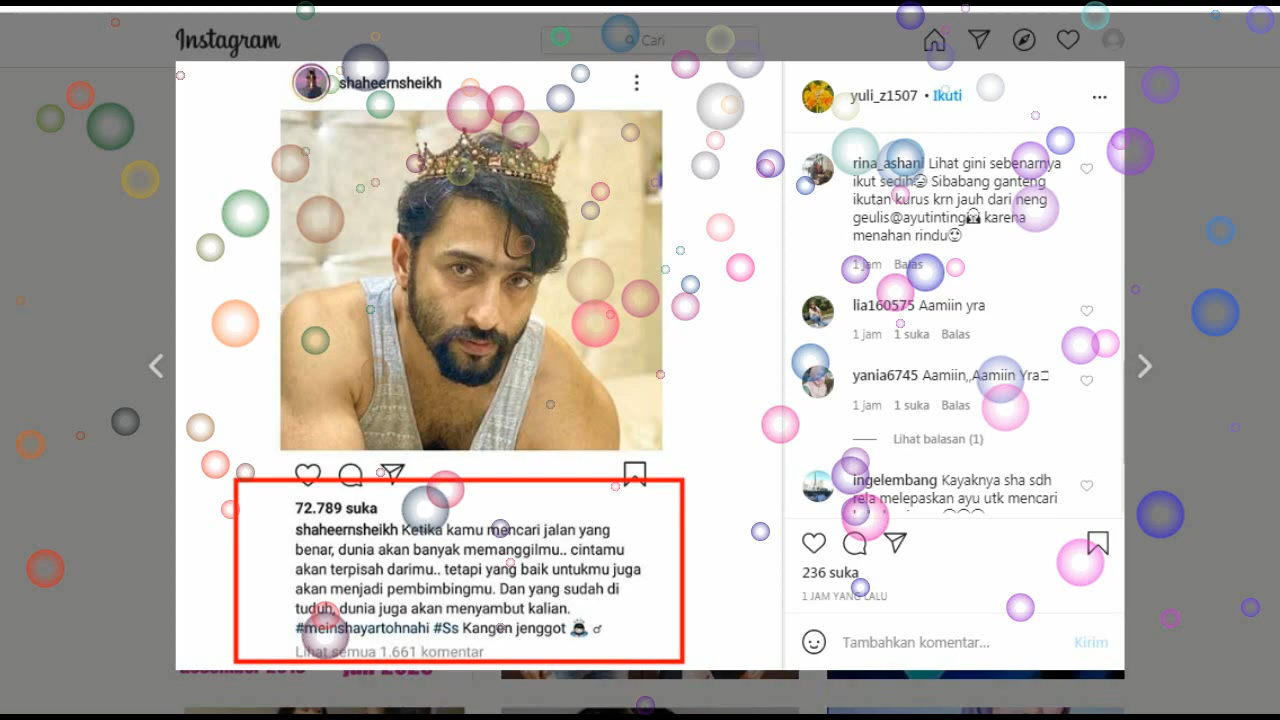 Instagram
Cari
shaheernsheikh
72.789 suka
shaheernsheikh Ketika kamu mencari jalan yang
benar, dunia akan banyak memanggilmu.. cintamu
akan terpisah darimu.. tetapi yang baik untukmu juga
akan menjadi pembimbingmu. Dan yang sudah di
tuduh, dunia juga akan menyambut kalian.
#meinshayartohnahi #Ss Kangen jenggot 🙇♂
Lihat semua 1.661 komentar
yuli_z1507 • Ikuti
rina_ashani Lihat gini sebenarnya
ikut sedih😥 Sibabang ganteng
ikutan kurus krn jauh dari neng
geulis@ayutinting🙈 karena
menahan rindu🙂
1 jam Balas
lia160575 Aamiin yra
1 jam 1 suka Balas
yania6745 Aamiin,,Aamiin Yra□
1 jam 1 suka Balas
Lihat balasan (1)
ingelembang Kayaknya sha sdh
rela melepaskan ayu utk mencari
236 suka
1 JAM YANG LALU
Tambahkan komentar... Kirim